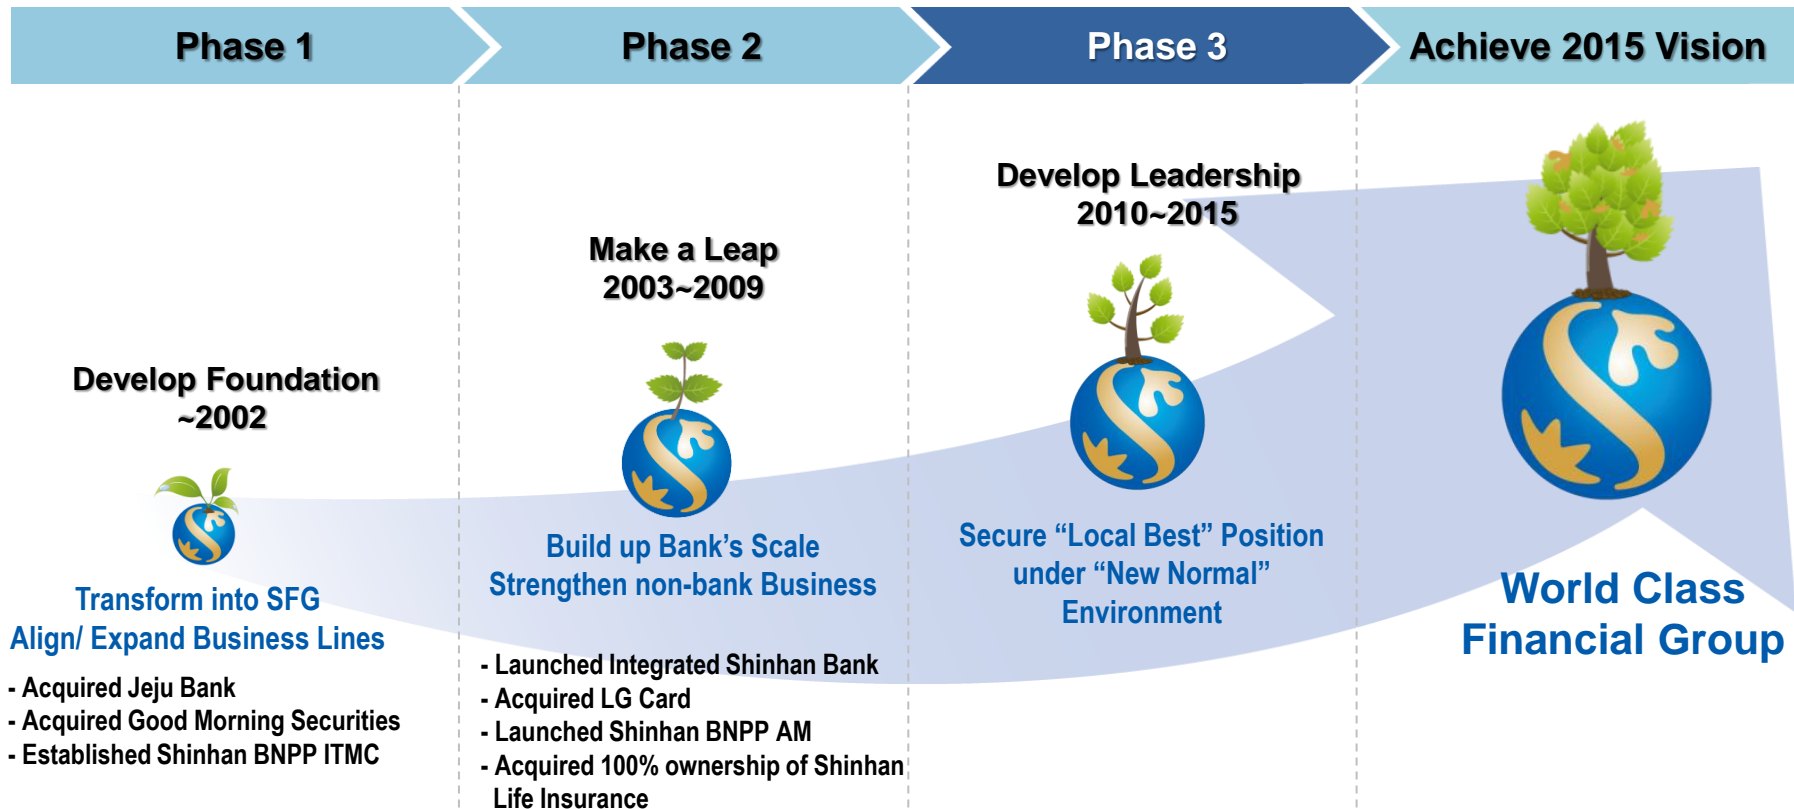 Phase 1
Phase 2
Phase 3
Achieve 2015 Vision
Develop Foundation
~2002
Transform into SFG
Align/ Expand Business Lines
- Acquired Jeju Bank
- Acquired Good Morning Securities
- Established Shinhan BNPP ITMC
Make a Leap
2003~2009
Build up Bank’s Scale
Strengthen non-bank Business
- Launched Integrated Shinhan Bank
- Acquired LG Card
- Launched Shinhan BNPP AM
- Acquired 100% ownership of Shinhan
Life Insurance
Develop Leadership
2010~2015
Secure “Local Best” Position
under “New Normal”
Environment
World Class
Financial Group